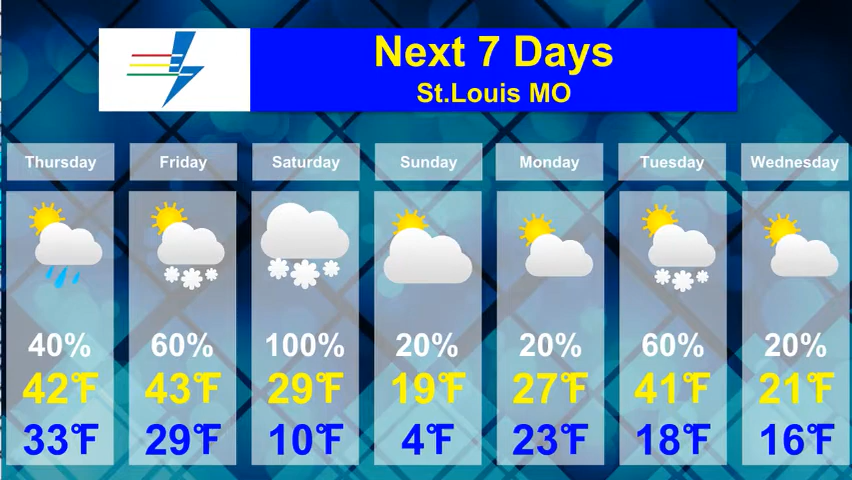 Next 7 Days
St.Louis MO
Thursday Friday Saturday Sunday Monday Tuesday Wednesday
40% 60% 100% 20% 20% 60% 20%
42°F 43°F 29°F 19°F 27°F 41°F 21°F
33°F 29°F 10°F 4°F 23°F 18°F 16°F